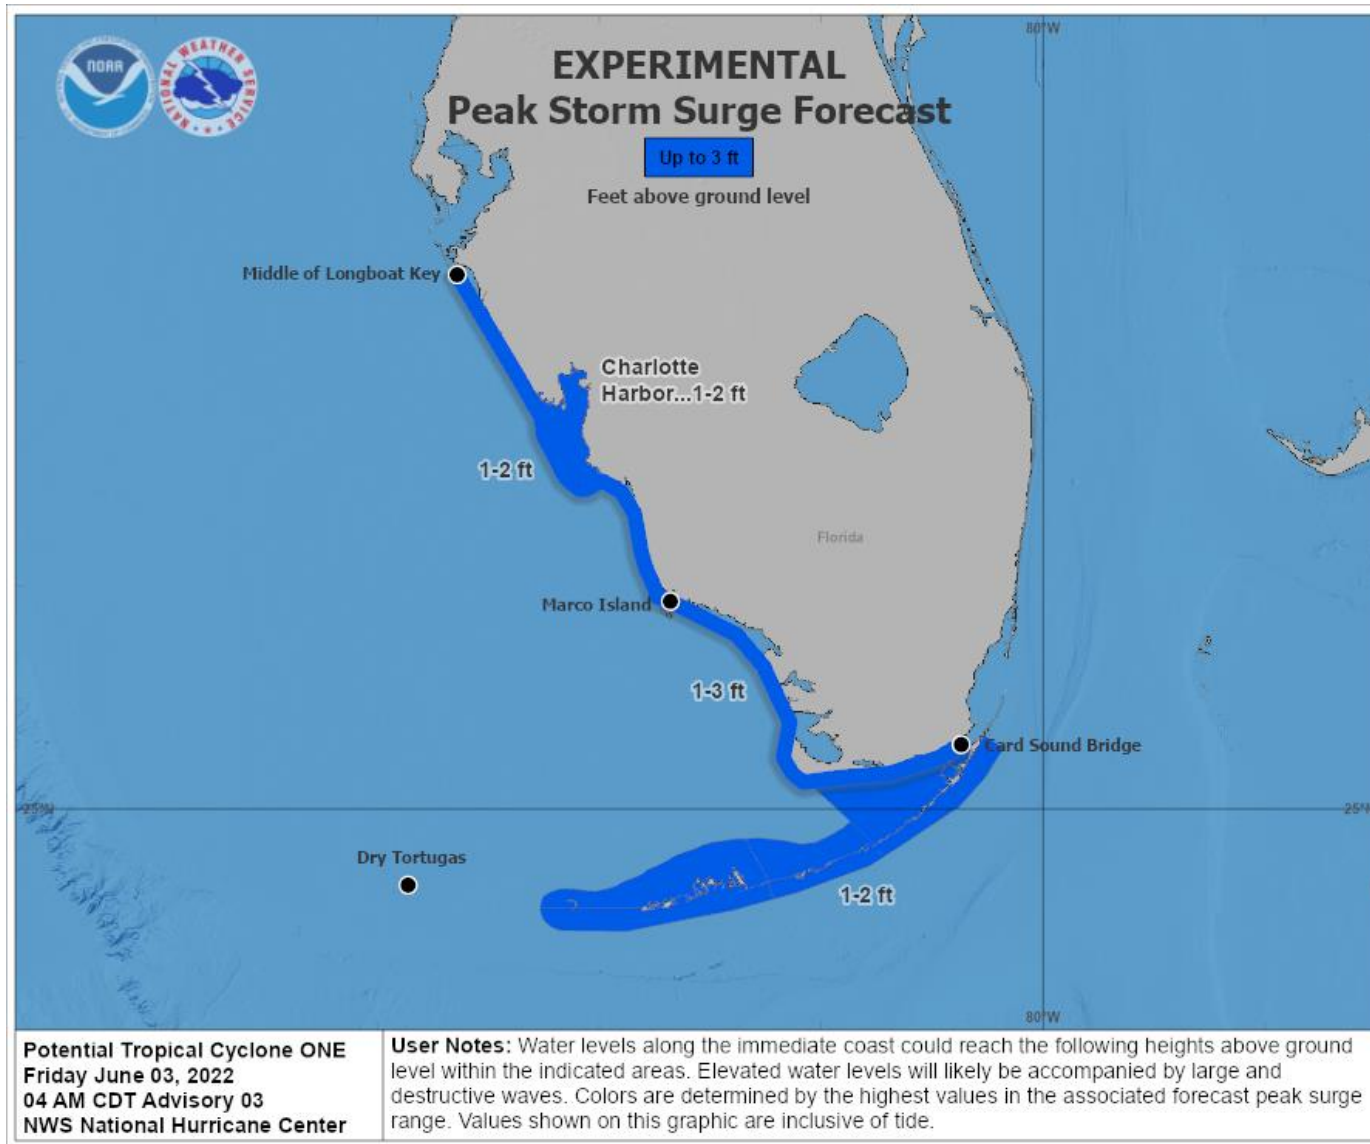 80°W
NOAA
NATIONAL WEATHER SERVICE
EXPERIMENTAL
Peak Storm Surge Forecast
Up to 3 ft
Feet above ground level
Middle of Longboat Key
Charlotte
Harbor...1-2 ft
1-2 ft
Florida
Marco Island
1-3 ft
Card Sound Bridge
25°N
Dry Tortugas
1-2 ft
80°W
Potential Tropical Cyclone ONE
Friday June 03, 2022
04 AM CDT Advisory 03
NWS National Hurricane Center
User Notes: Water levels along the immediate coast could reach the following heights above ground
level within the indicated areas. Elevated water levels will likely be accompanied by large and
destructive waves. Colors are determined by the highest values in the associated forecast peak surge
range. Values shown on this graphic are inclusive of tide.